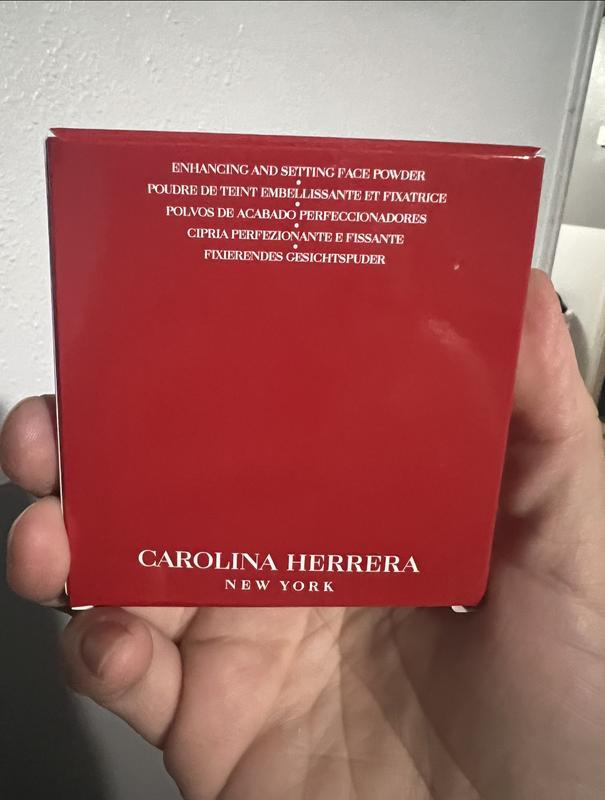 ENHANCING AND SETTING FACE POWDER
•
POUDRE DE TEINT EMBELLISSANTE ET FIXATRICE
•
POLVOS DE ACABADO PERFECCIONADORES
•
CIPRIA PERFEZIONANTE E FISSANTE
•
FIXIERENDES GESICHTSPUDER
CAROLINA HERRERA
NEW YORK